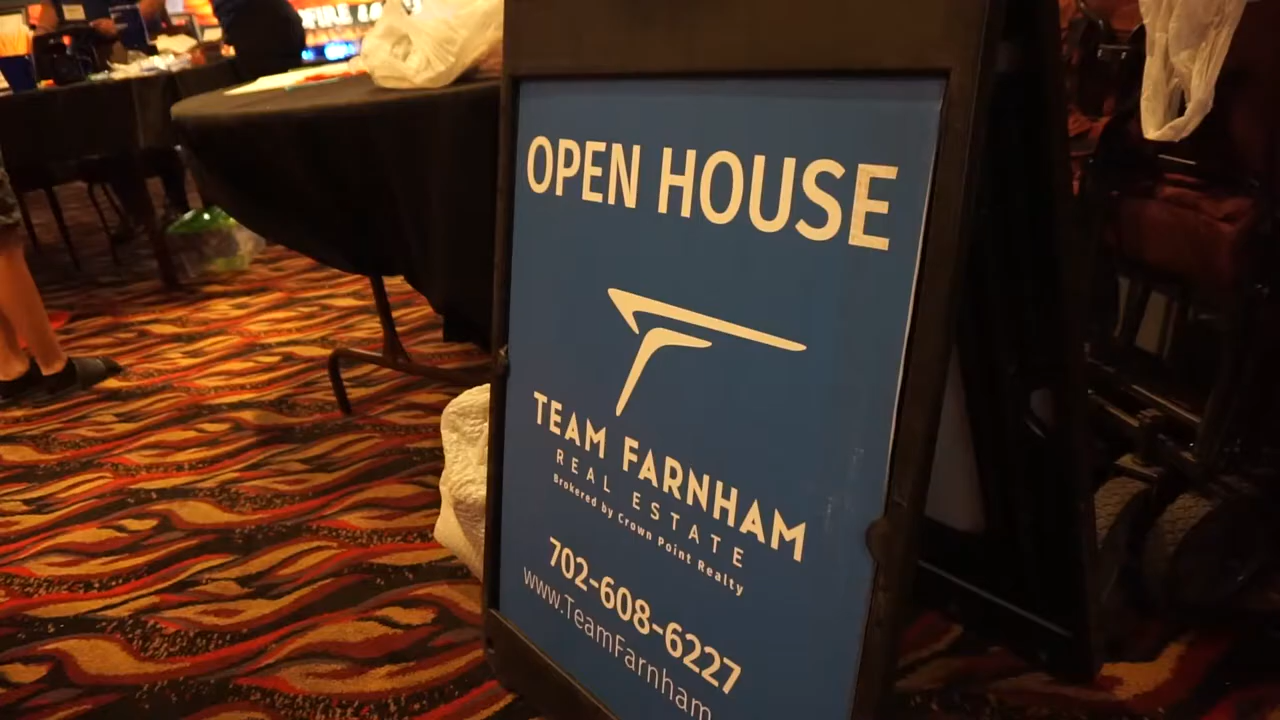 OPEN HOUSE
TEAM FARNHAM
REAL ESTATE
Brokered by Crown Point Realty
702-608-6227
www.TeamFarnham